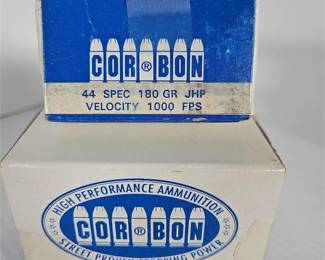 COR®BON
44 SPEC 180 GR JHP
VELOCITY 1000 FPS
HIGH PERFORMANCE AMMUNITION
COR®BON
STREET PROVEN STOPPING POWER